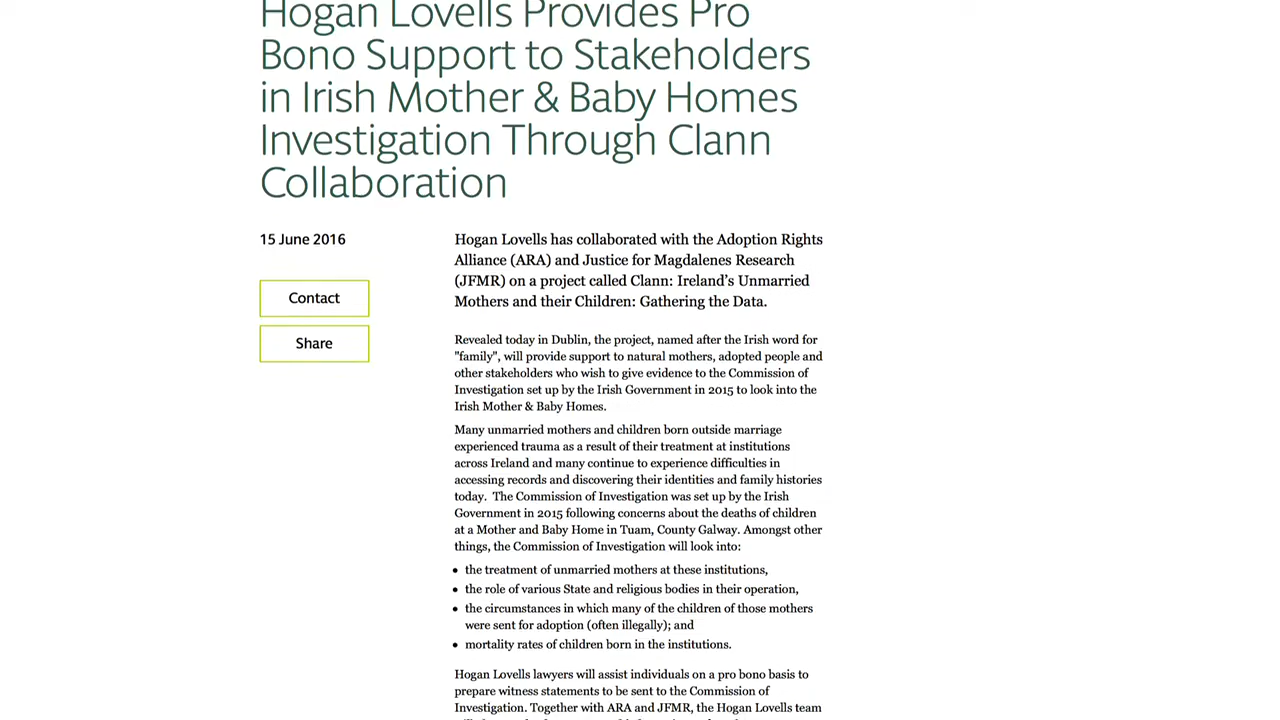 Hogan Lovells Provides Pro
Bono Support to Stakeholders
in Irish Mother & Baby Homes
Investigation Through Clann
Collaboration
15 June 2016
Contact
Share
Hogan Lovells has collaborated with the Adoption Rights
Alliance (ARA) and Justice for Magdalenes Research
(JFMR) on a project called Clann: Ireland's Unmarried
Mothers and their Children: Gathering the Data.
Revealed today in Dublin, the project, named after the Irish word for
"family", will provide support to natural mothers, adopted people and
other stakeholders who wish to give evidence to the Commission of
Investigation set up by the Irish Government in 2015 to look into the
Irish Mother & Baby Homes.
Many unmarried mothers and children born outside marriage
experienced trauma as a result of their treatment at institutions
across Ireland and many continue to experience difficulties in
accessing records and discovering their identities and family histories
today.  The Commission of Investigation was set up by the Irish
Government in 2015 following concerns about the deaths of children
at a Mother and Baby Home in Tuam, County Galway. Amongst other
things, the Commission of Investigation will look into:
• the treatment of unmarried mothers at these institutions,
• the role of various State and religious bodies in their operation,
• the circumstances in which many of the children of those mothers
were sent for adoption (often illegally); and
• mortality rates of children born in the institutions.
Hogan Lovells lawyers will assist individuals on a pro bono basis to
prepare witness statements to be sent to the Commission of
Investigation. Together with ARA and JFMR, the Hogan Lovells team